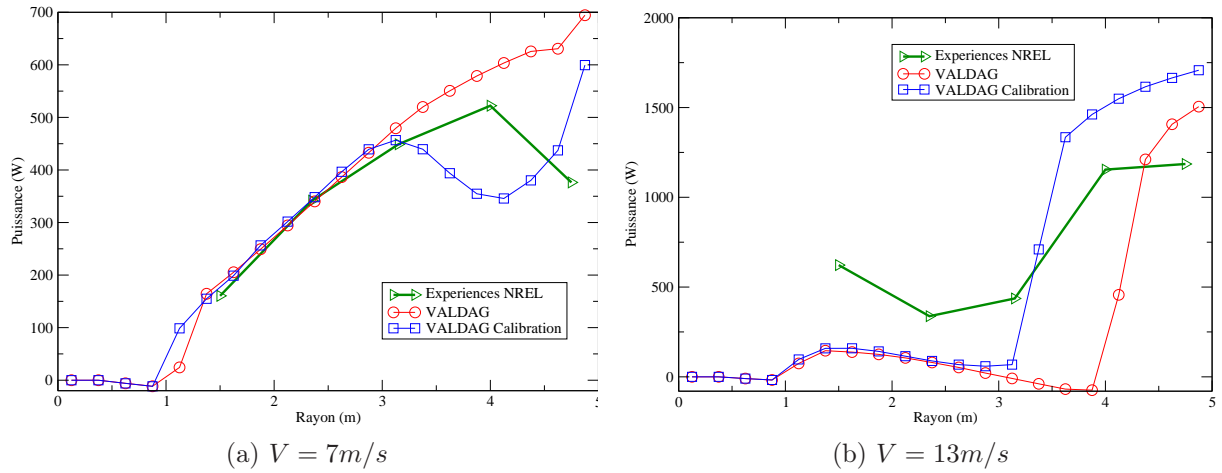 700
600
500
400
300
200
100
0
Puissance (W)
0 1 2 3 4 5
Rayon (m)
Experiences NREL
VALDAG
VALDAG Calibration
(a) V = 7m/s
2000
1500
1000
500
0
Puissance (W)
0 1 2 3 4 5
Rayon (m)
Experiences NREL
VALDAG
VALDAG Calibration
(b) V = 13m/s